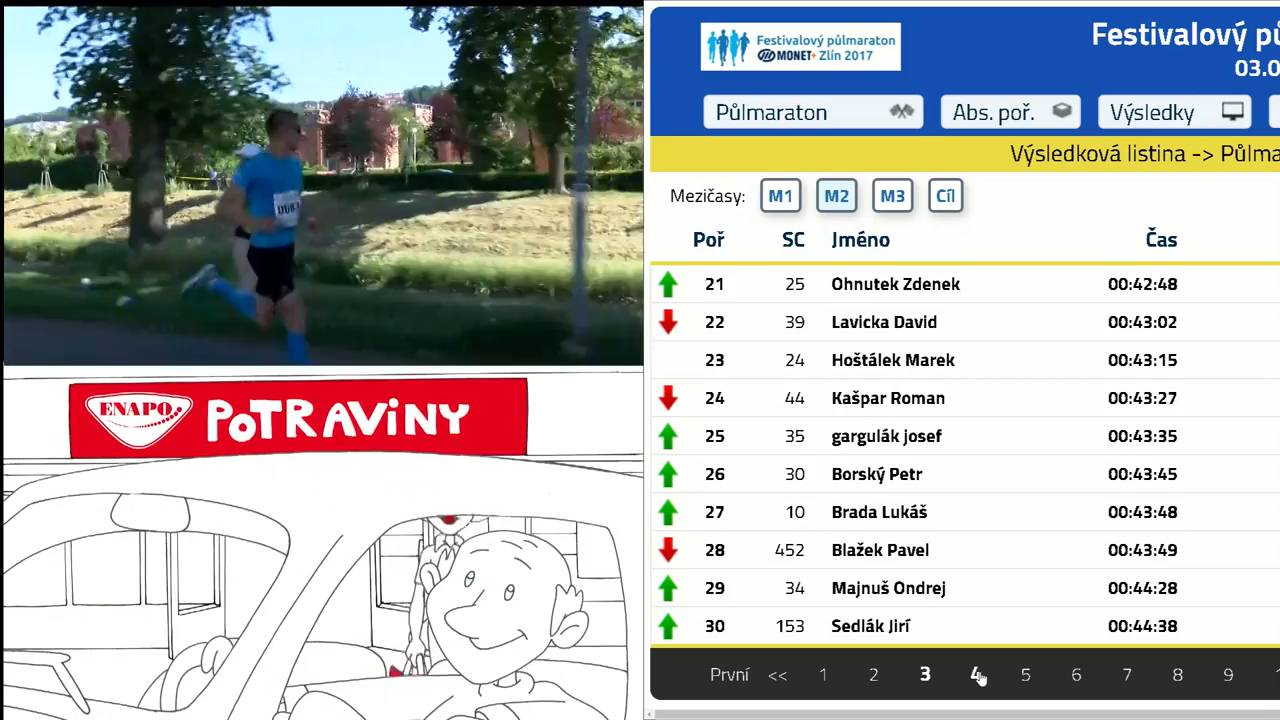 Festivalový půlmaraton
MONET+ Zlín 2017
Festivalový pů
03.0
Půlmaraton
Abs. poř.
Výsledky
Výsledková listina -> Půlma
Mezičasy: M1 M2 M3 Cíl
Poř SC Jméno Čas
21 25 Ohnutek Zdenek 00:42:48
22 39 Lavicka David 00:43:02
23 24 Hoštálek Marek 00:43:15
24 44 Kašpar Roman 00:43:27
25 35 gargulák josef 00:43:35
26 30 Borský Petr 00:43:45
27 10 Brada Lukáš 00:43:48
28 452 Blažek Pavel 00:43:49
29 34 Majnuš Ondrej 00:44:28
30 153 Sedlák Jirí 00:44:38
První << 1 2 3 4 5 6 7 8 9
ENAPO POTRAVINY